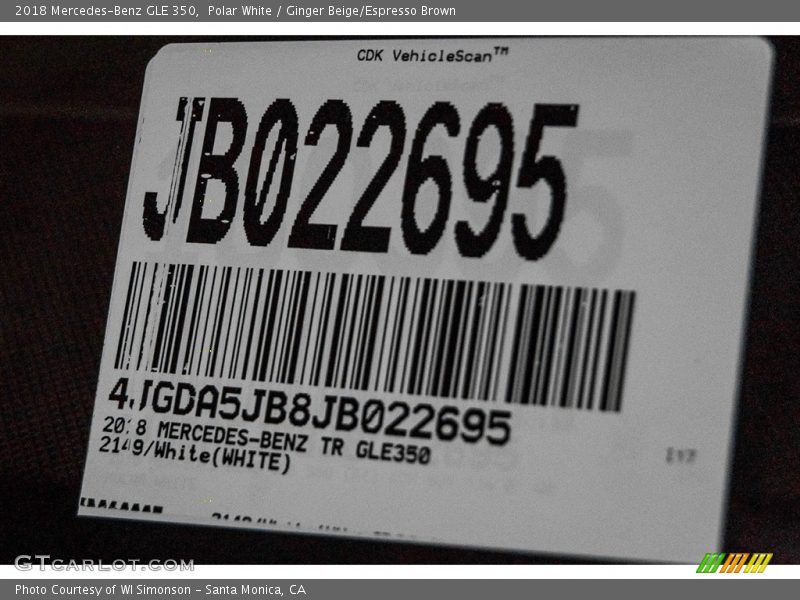 2018 Mercedes-Benz GLE 350,  Polar White / Ginger Beige/Espresso Brown
CDK VehicleScan™
JB022695
4JGDA5JB8JB022695
2018 MERCEDES-BENZ TR GLE350
2149/White(WHITE)
GTCARLOT.COM
Photo Courtesy of WI Simonson - Santa Monica, CA